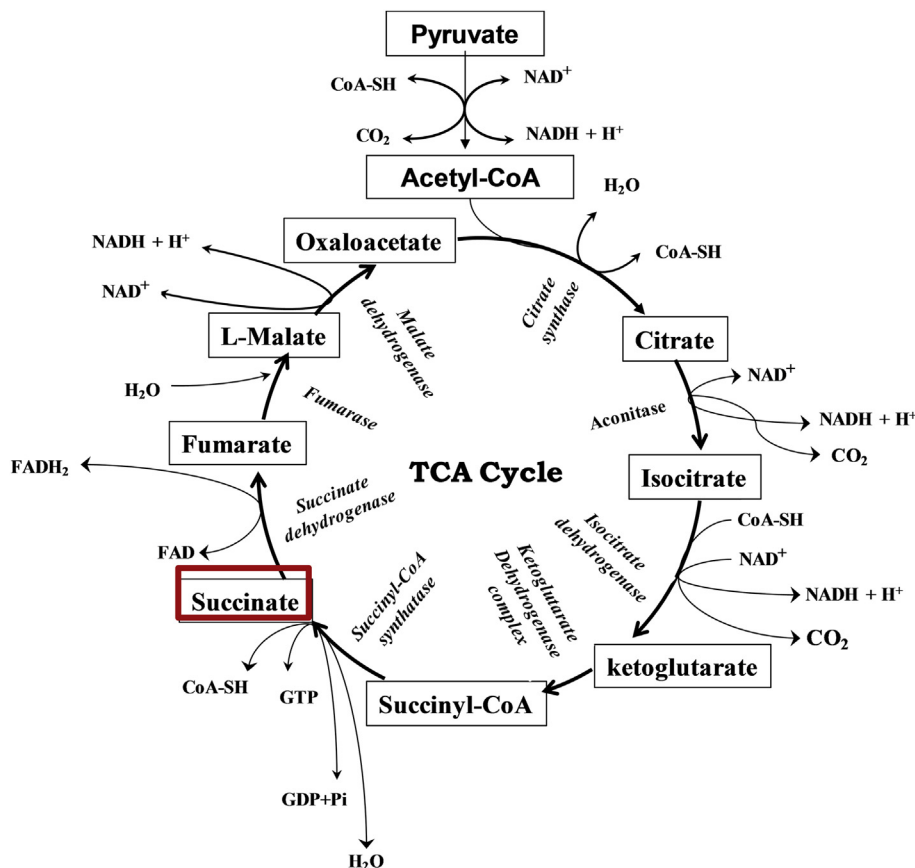 Pyruvate
CoA-SH
NAD⁺
CO₂
NADH + H⁺
Acetyl-CoA
H₂O
Oxaloacetate
NADH + H⁺
CoA-SH
NAD⁺
Malate
dehydrogenase
Citrate
synthase
L-Malate
Citrate
H₂O
NAD⁺
Fumarase
Aconitase
NADH + H⁺
Fumarate
CO₂
FADH₂
TCA Cycle
Isocitrate
Succinate
dehydrogenase
CoA-SH
Isocitrate
dehydrogenase
FAD
NAD⁺
Ketoglutarate
Dehydrogenase
complex
Succinate
Succinyl-CoA
synthatase
NADH + H⁺
CO₂
ketoglutarate
CoA-SH
GTP
Succinyl-CoA
GDP+Pi
H₂O